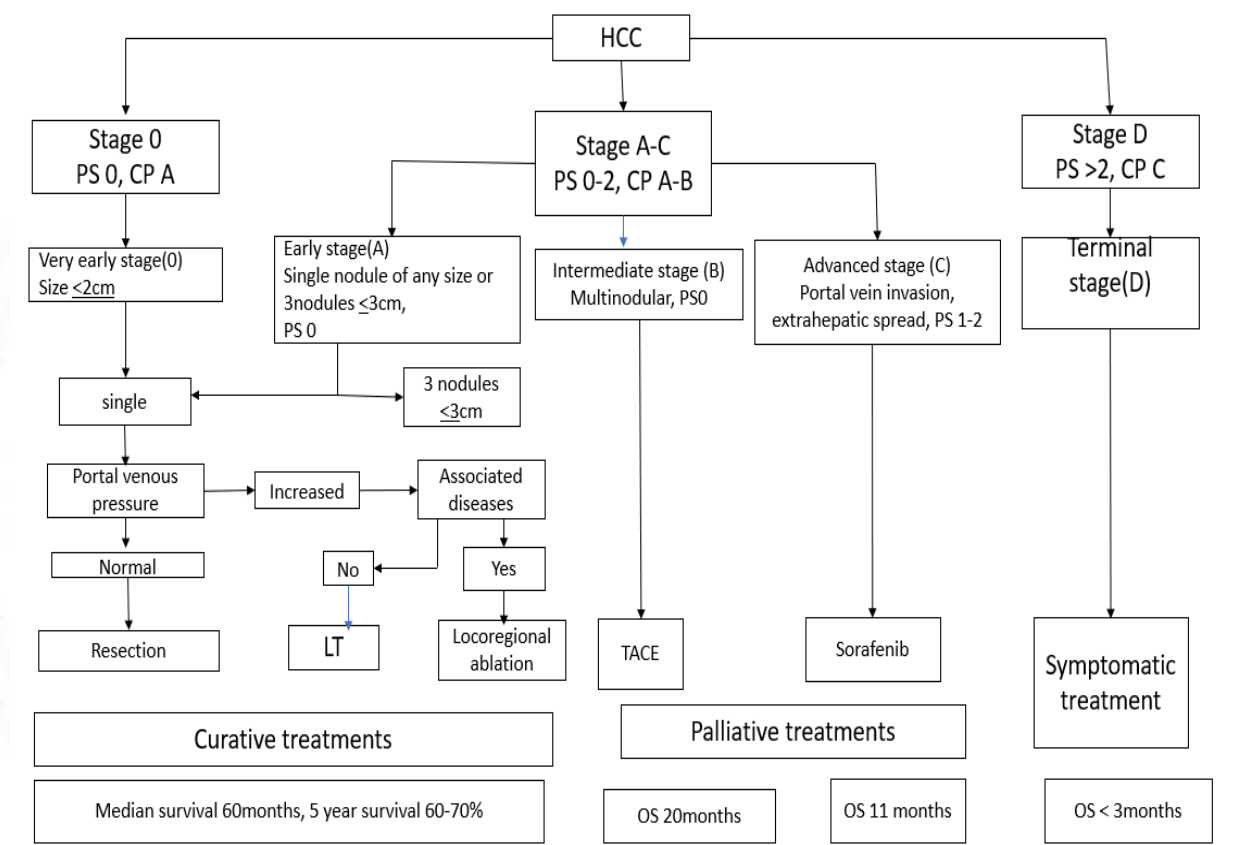 HCC
Stage 0
PS 0, CP A
Stage A-C
PS 0-2, CP A-B
Stage D
PS >2, CP C
Very early stage(0)
Size <2cm
Early stage(A)
Single nodule of any size or
3nodules <3cm,
PS 0
Intermediate stage (B)
Multinodular, PS0
Advanced stage (C)
Portal vein invasion,
extrahepatic spread, PS 1-2
Terminal
stage(D)
single
3 nodules
<3cm
Portal venous
pressure
Increased
Associated
diseases
Normal
No
Yes
Resection
LT
Locoregional
ablation
TACE
Sorafenib
Symptomatic
treatment
Curative treatments
Palliative treatments
Median survival 60months, 5 year survival 60-70%
OS 20months
OS 11 months
OS < 3months